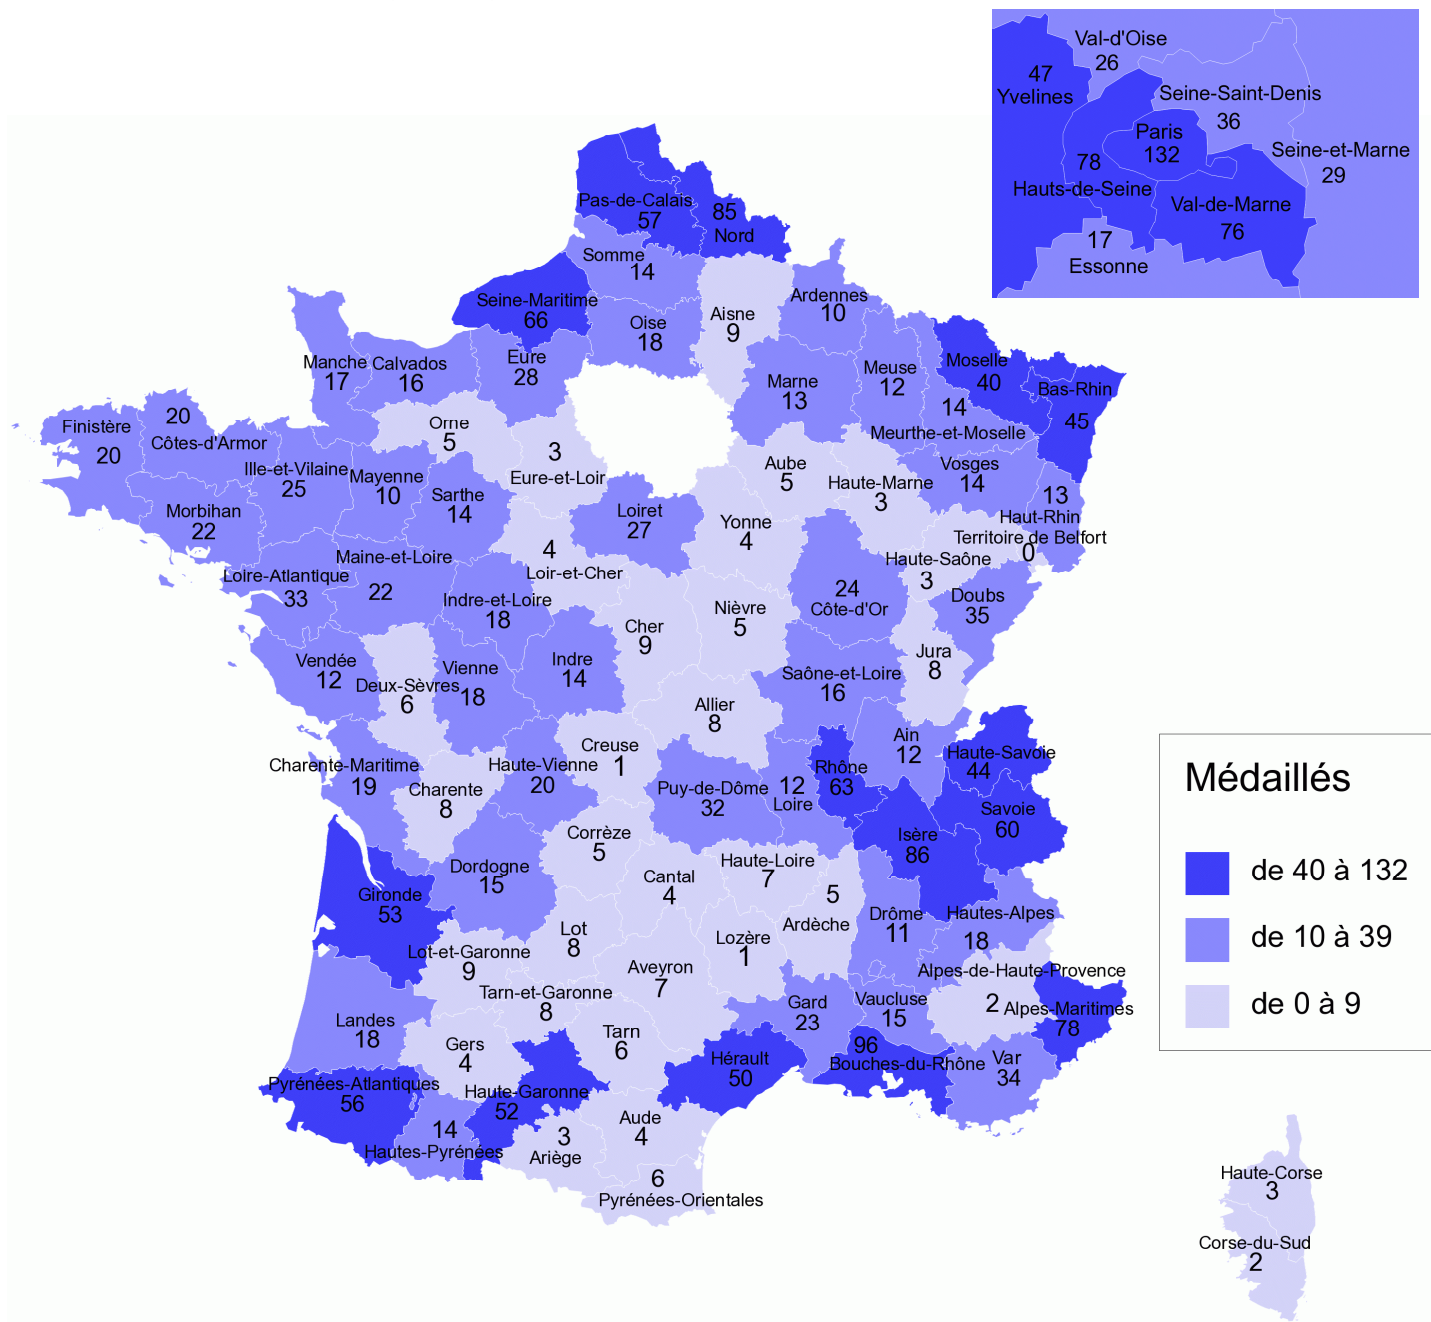 Val-d'Oise
26
47
Yvelines
Seine-Saint-Denis
36
Paris
132
Seine-et-Marne
29
78
Hauts-de-Seine
Val-de-Marne
76
17
Essonne
Pas-de-Calais
57
85
Nord
Somme
14
Seine-Maritime
66
Oise
18
Aisne
9
Ardennes
10
Manche
17
Calvados
16
Eure
28
Marne
13
Meuse
12
Moselle
40
Bas-Rhin
45
14
Meurthe-et-Moselle
Finistère
20
20
Côtes-d'Armor
Orne
5
3
Eure-et-Loir
Ille-et-Vilaine
25
Mayenne
10
Sarthe
14
Aube
5
Haute-Marne
3
Vosges
14
13
Haut-Rhin
Morbihan
22
Loiret
27
Yonne
4
Territoire de Belfort
0
Haute-Saône
3
Maine-et-Loire
22
4
Loir-et-Cher
Loire-Atlantique
33
Indre-et-Loire
18
24
Côte-d'Or
Doubs
35
Cher
9
Nièvre
5
Vendée
12
Deux-Sèvres
6
Vienne
18
Indre
14
Jura
8
Saône-et-Loire
16
Allier
8
Creuse
1
Ain
12
Haute-Savoie
44
Charente-Maritime
19
Charente
8
Haute-Vienne
20
Puy-de-Dôme
32
12
Loire
Rhône
63
Savoie
60
Isère
86
Corrèze
5
Dordogne
15
Cantal
4
Haute-Loire
7
5
Ardèche
Gironde
53
Drôme
11
Hautes-Alpes
18
Lot
8
Lot-et-Garonne
9
Lozère
1
Aveyron
7
Alpes-de-Haute-Provence
2
Alpes-Maritimes
78
Tarn-et-Garonne
8
Gard
23
Vaucluse
15
Landes
18
Gers
4
Tarn
6
Hérault
50
96
Bouches-du-Rhône
Var
34
Pyrénées-Atlantiques
56
Haute-Garonne
52
14
Hautes-Pyrénées
3
Ariège
Aude
4
6
Pyrénées-Orientales
Haute-Corse
3
Corse-du-Sud
2
Médaillés
de 40 à 132
de 10 à 39
de 0 à 9